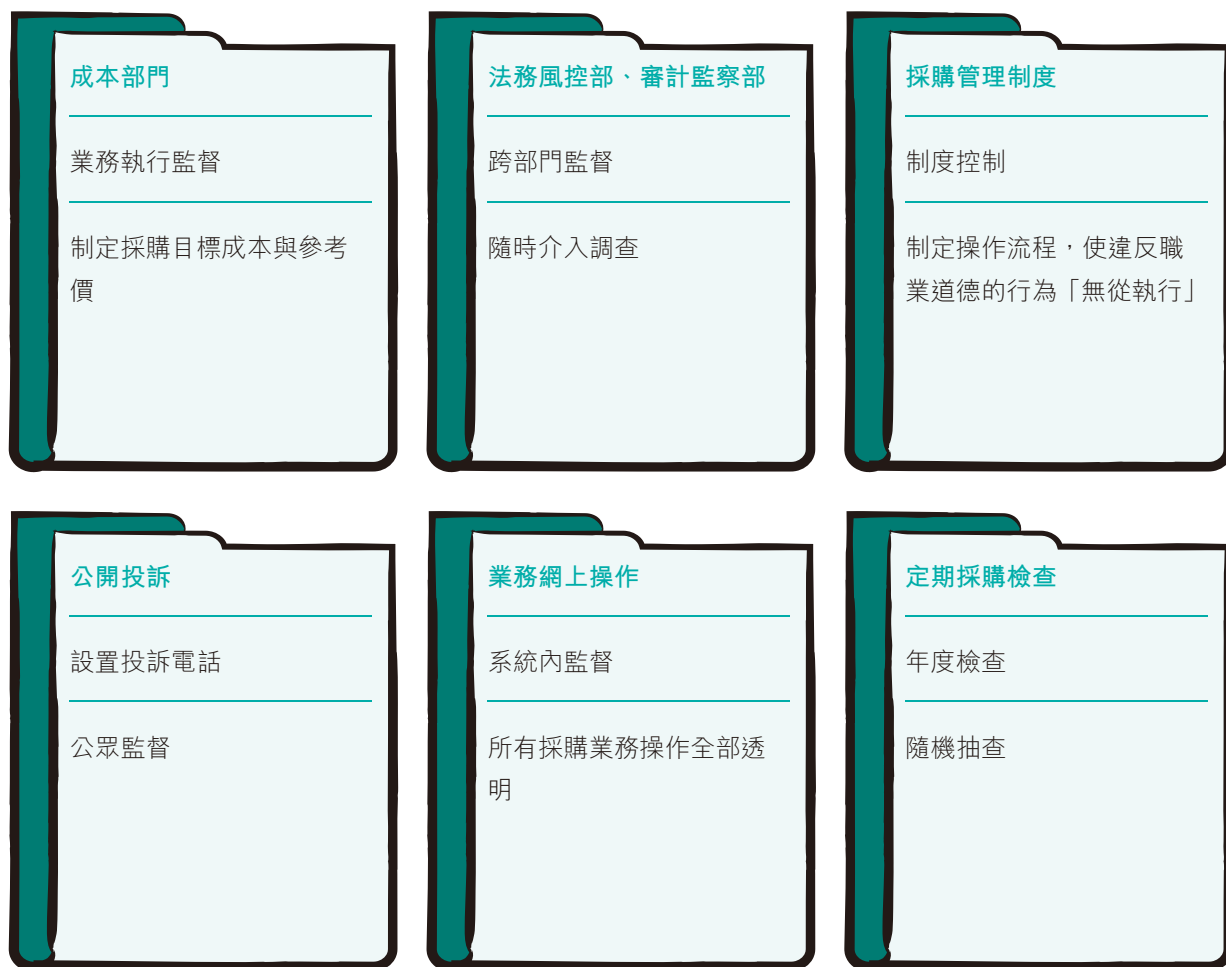 成本部門
業務執行監督
制定採購目標成本與參考
價
法務風控部、審計監察部
跨部門監督
隨時介入調查
採購管理制度
制度控制
制定操作流程，使違反職
業道德的行為「無從執行」
公開投訴
設置投訴電話
公眾監督
業務網上操作
系統內監督
所有採購業務操作全部透
明
定期採購檢查
年度檢查
隨機抽查